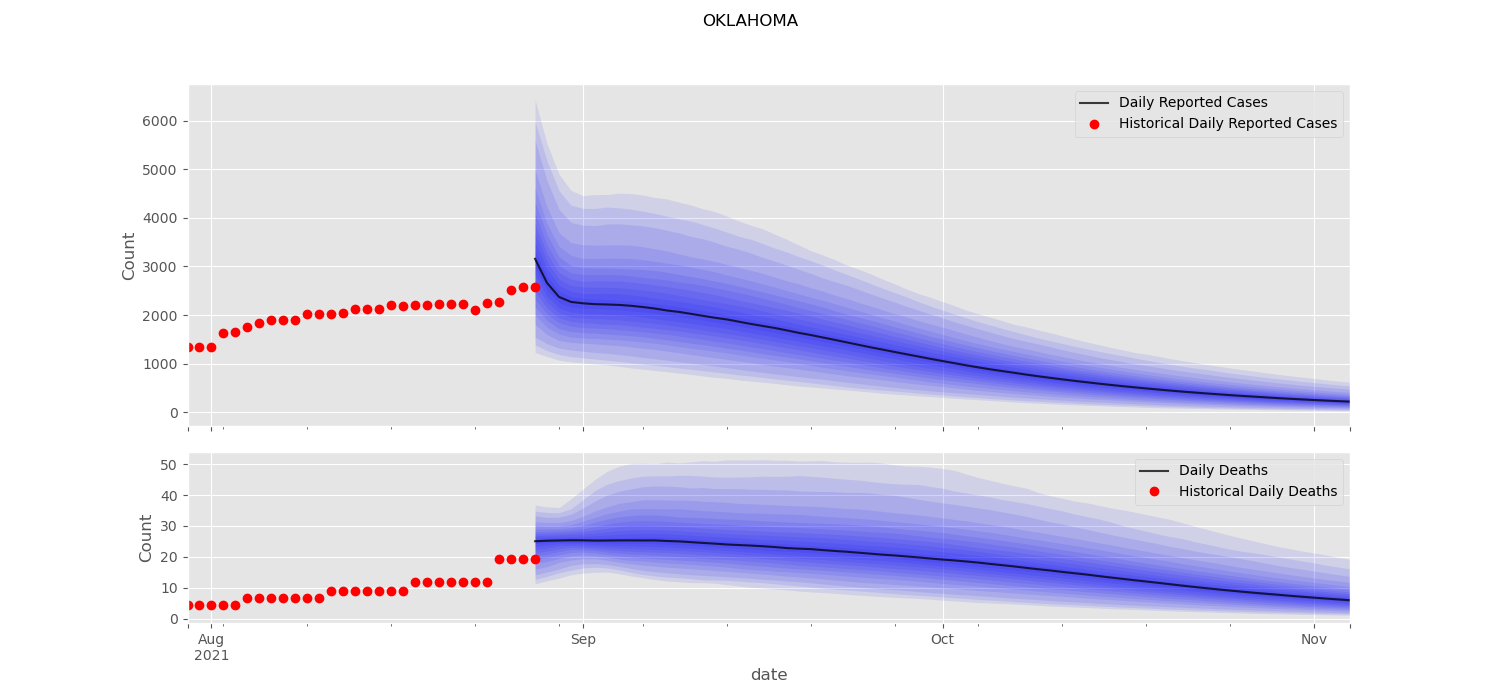 OKLAHOMA
Daily Reported Cases
Historical Daily Reported Cases
6000
5000
4000
3000
2000
1000
0
Count
Daily Deaths
Historical Daily Deaths
50
40
30
20
10
0
Count
Aug Sep Oct Nov
2021
date